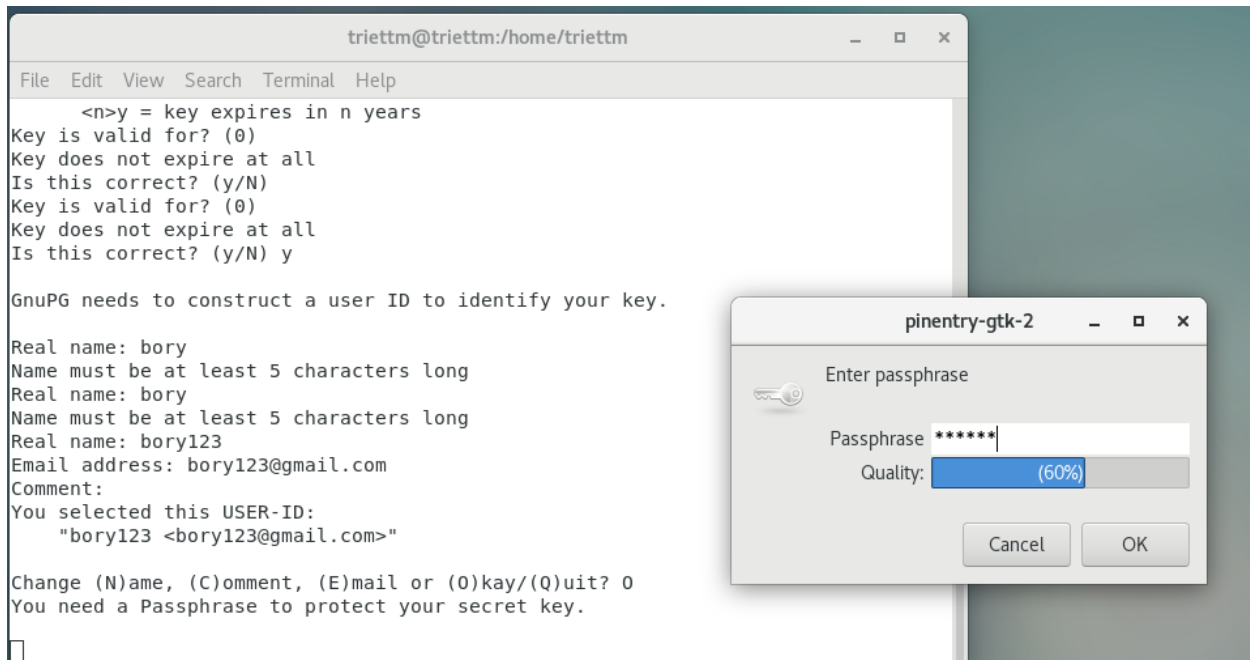 triettm@triettm:/home/triettm
File Edit View Search Terminal Help
<n>y = key expires in n years
Key is valid for? (0)
Key does not expire at all
Is this correct? (y/N)
Key is valid for? (0)
Key does not expire at all
Is this correct? (y/N) y
GnuPG needs to construct a user ID to identify your key.
Real name: bory
Name must be at least 5 characters long
Real name: bory
Name must be at least 5 characters long
Real name: bory123
Email address: bory123@gmail.com
Comment:
You selected this USER-ID:
"bory123 <bory123@gmail.com>"
Change (N)ame, (C)omment, (E)mail or (O)kay/(Q)uit? O
You need a Passphrase to protect your secret key.
pinentry-gtk-2
Enter passphrase
Passphrase ******
Quality: (60%)
Cancel OK